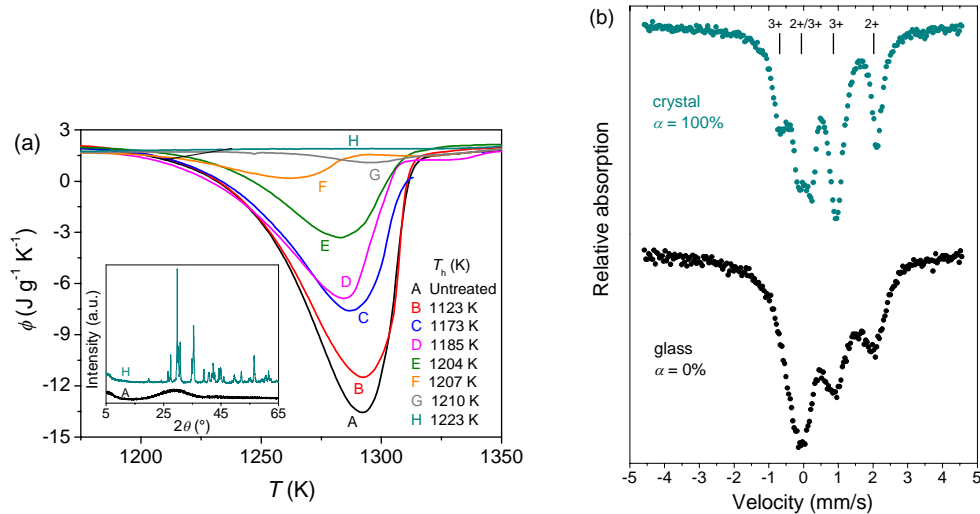 (a)
3
0
-3
-6
-9
-12
-15
ϕ (J g⁻¹ K⁻¹)
1200
1250
1300
1350
T (K)
H
G
F
E
D
C
B
A
Tₕ (K)
A Untreated
B 1123 K
C 1173 K
D 1185 K
E 1204 K
F 1207 K
G 1210 K
H 1223 K
Intensity (a.u.)
H
A
5
25
45
65
2θ (°)
(b)
3+ 2+/3+ 3+ 2+
crystal
α = 100%
glass
α = 0%
Relative absorption
-5 -4 -3 -2 -1 0 1 2 3 4 5
Velocity (mm/s)